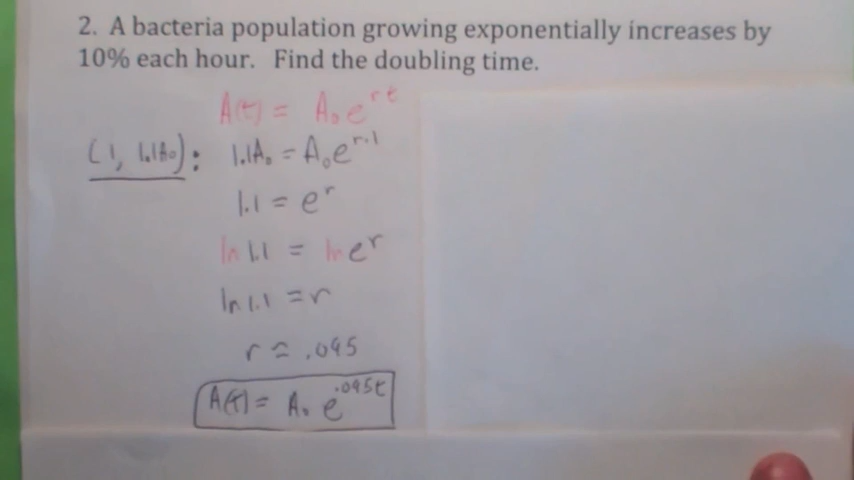 2. A bacteria population growing exponentially increases by
10% each hour. Find the doubling time.
A(t) = A₀e^{rt}
(1, 1.1A₀): 1.1A₀ = A₀e^{r·1}
1.1 = e^r
ln 1.1 = ln e^r
ln 1.1 = r
r ≈ .095
A(t) = A₀ e^{.095t}